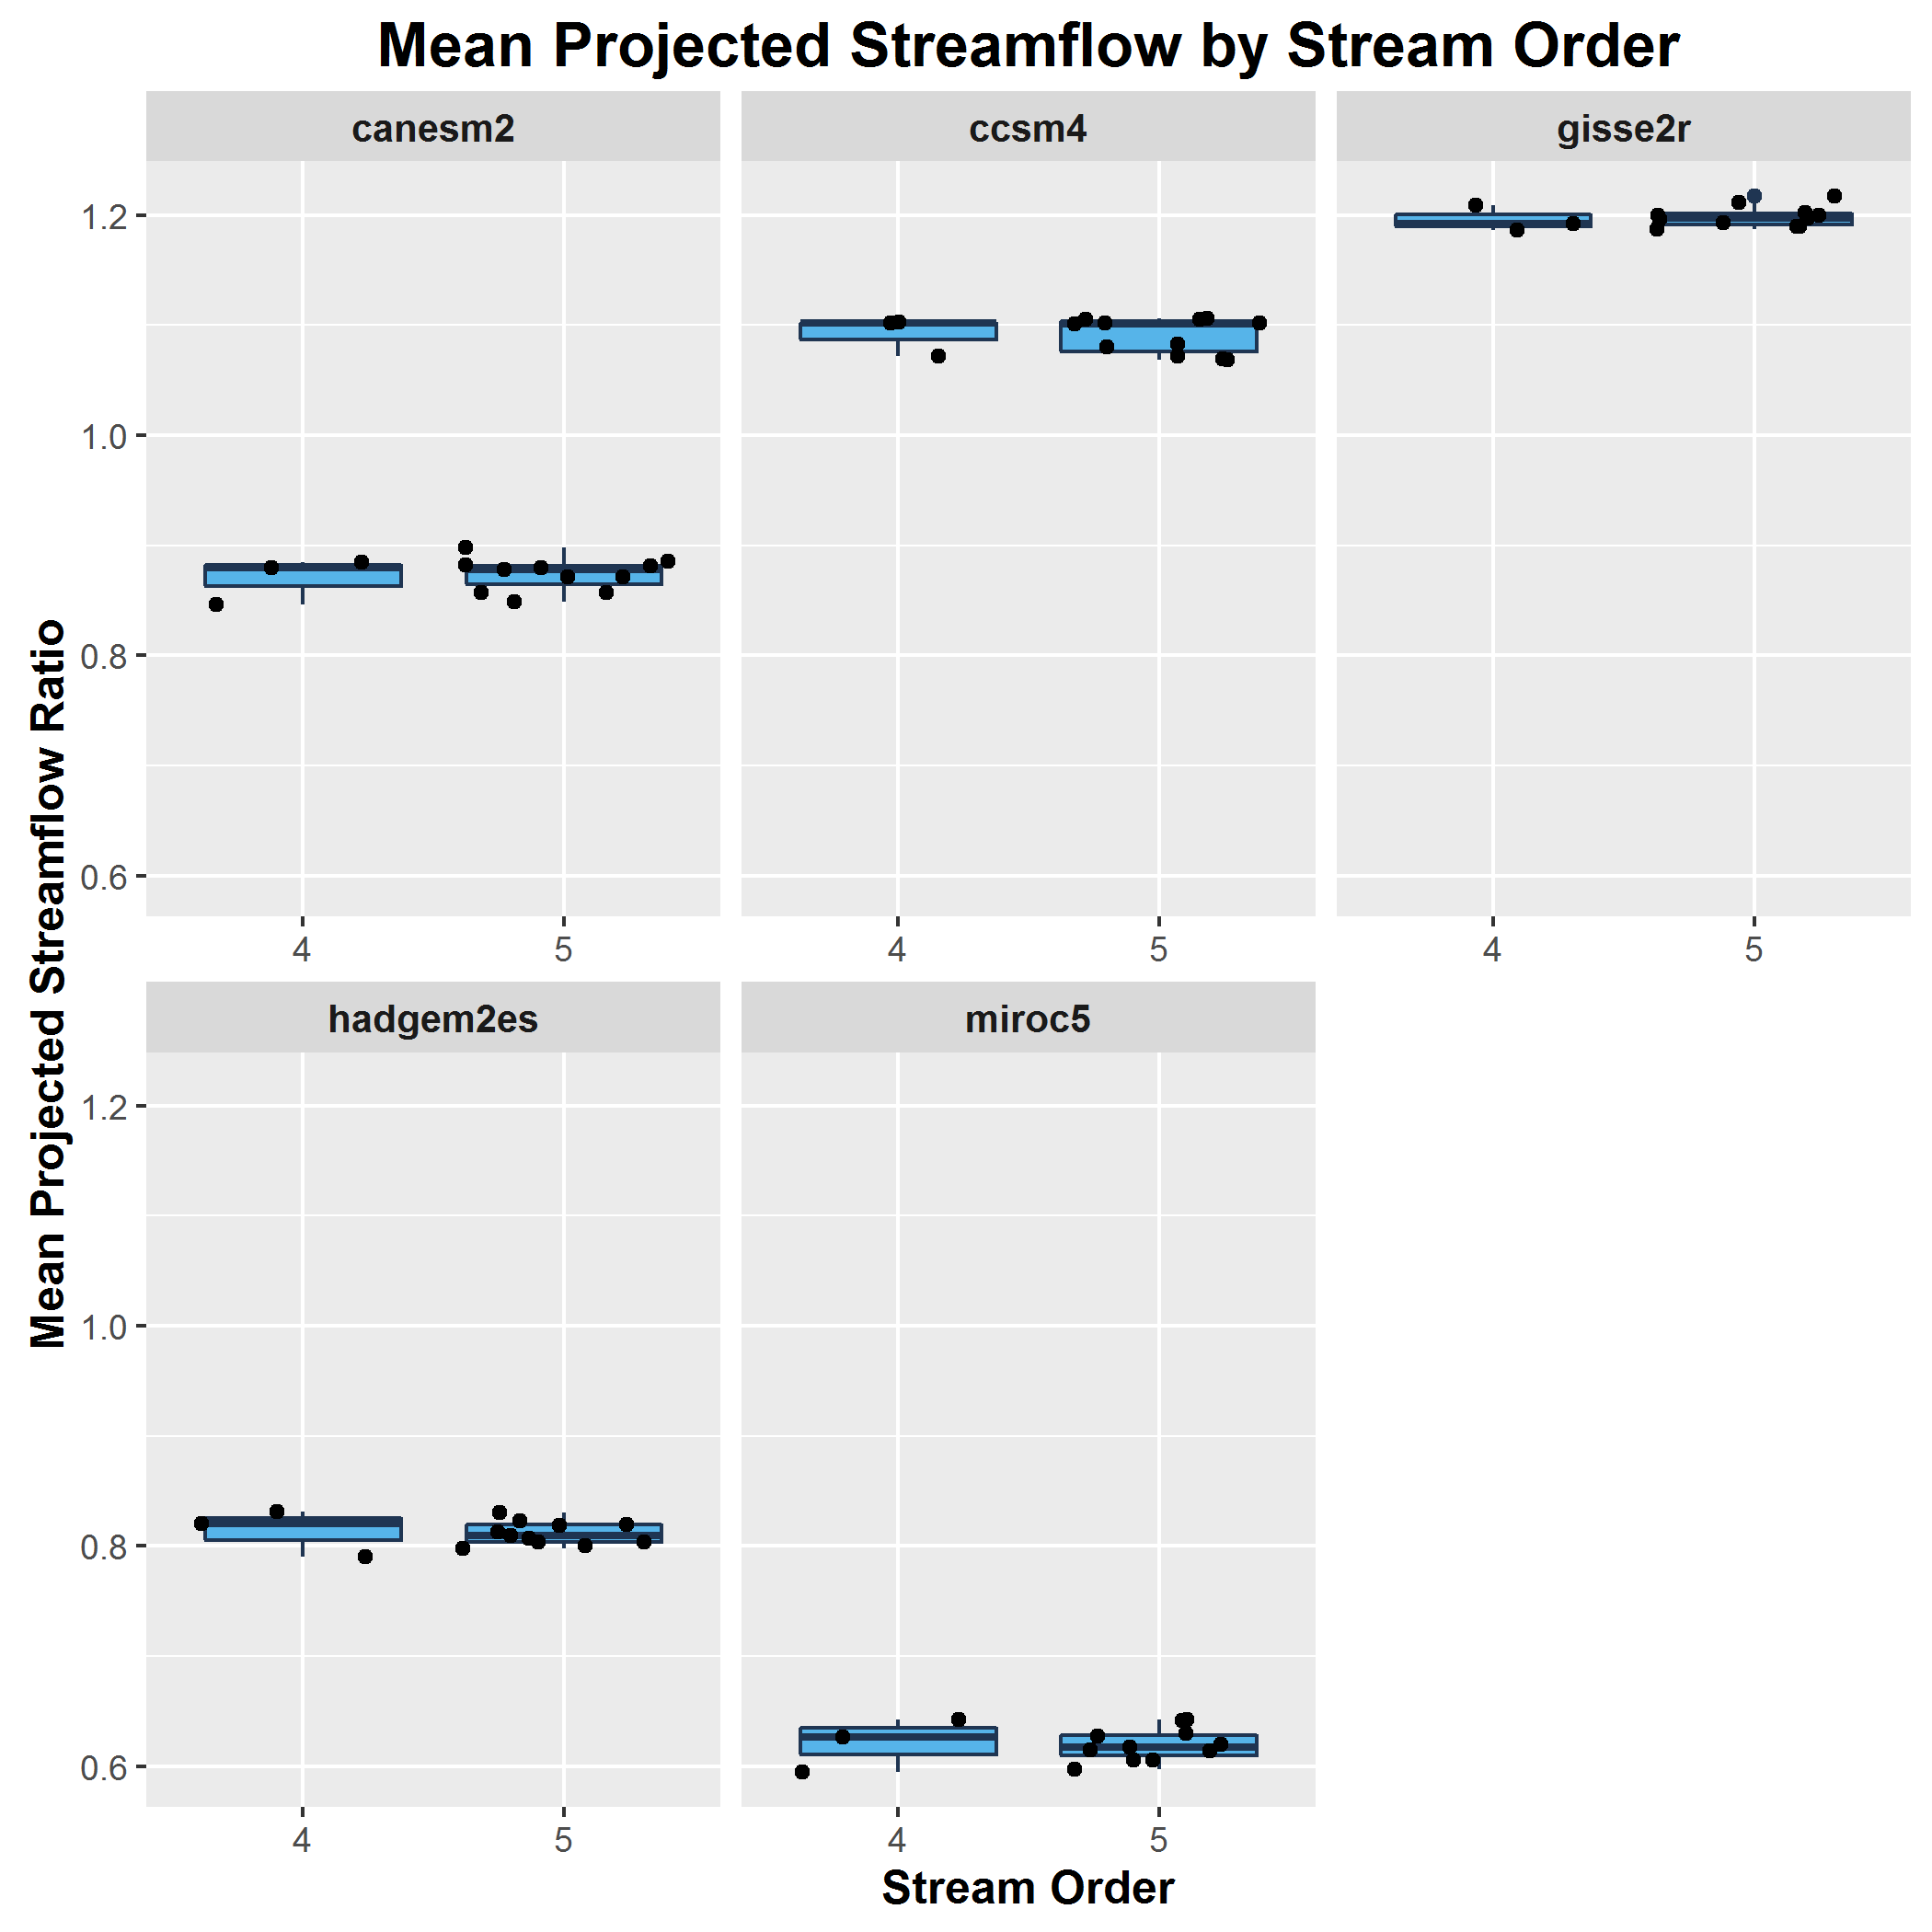 Mean Projected Streamflow by Stream Order
canesm2
ccsm4
gisse2r
1.2
1.0
0.8
0.6
4 5
4 5
4 5
Mean Projected Streamflow Ratio
hadgem2es
miroc5
1.2
1.0
0.8
0.6
4 5
4 5
Stream Order